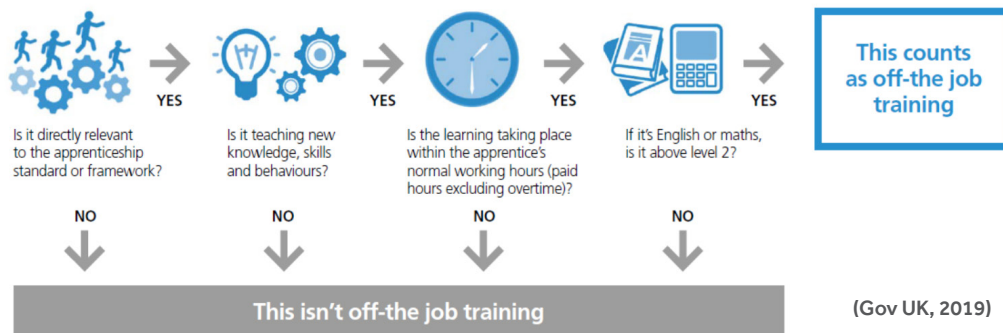 YES
YES
YES
YES
This counts
as off-the job
training
Is it directly relevant
to the apprenticeship
standard or framework?
Is it teaching new
knowledge, skills
and behaviours?
Is the learning taking place
within the apprentice's
normal working hours (paid
hours excluding overtime)?
If it's English or maths,
is it above level 2?
NO
NO
NO
NO
This isn't off-the job training
(Gov UK, 2019)